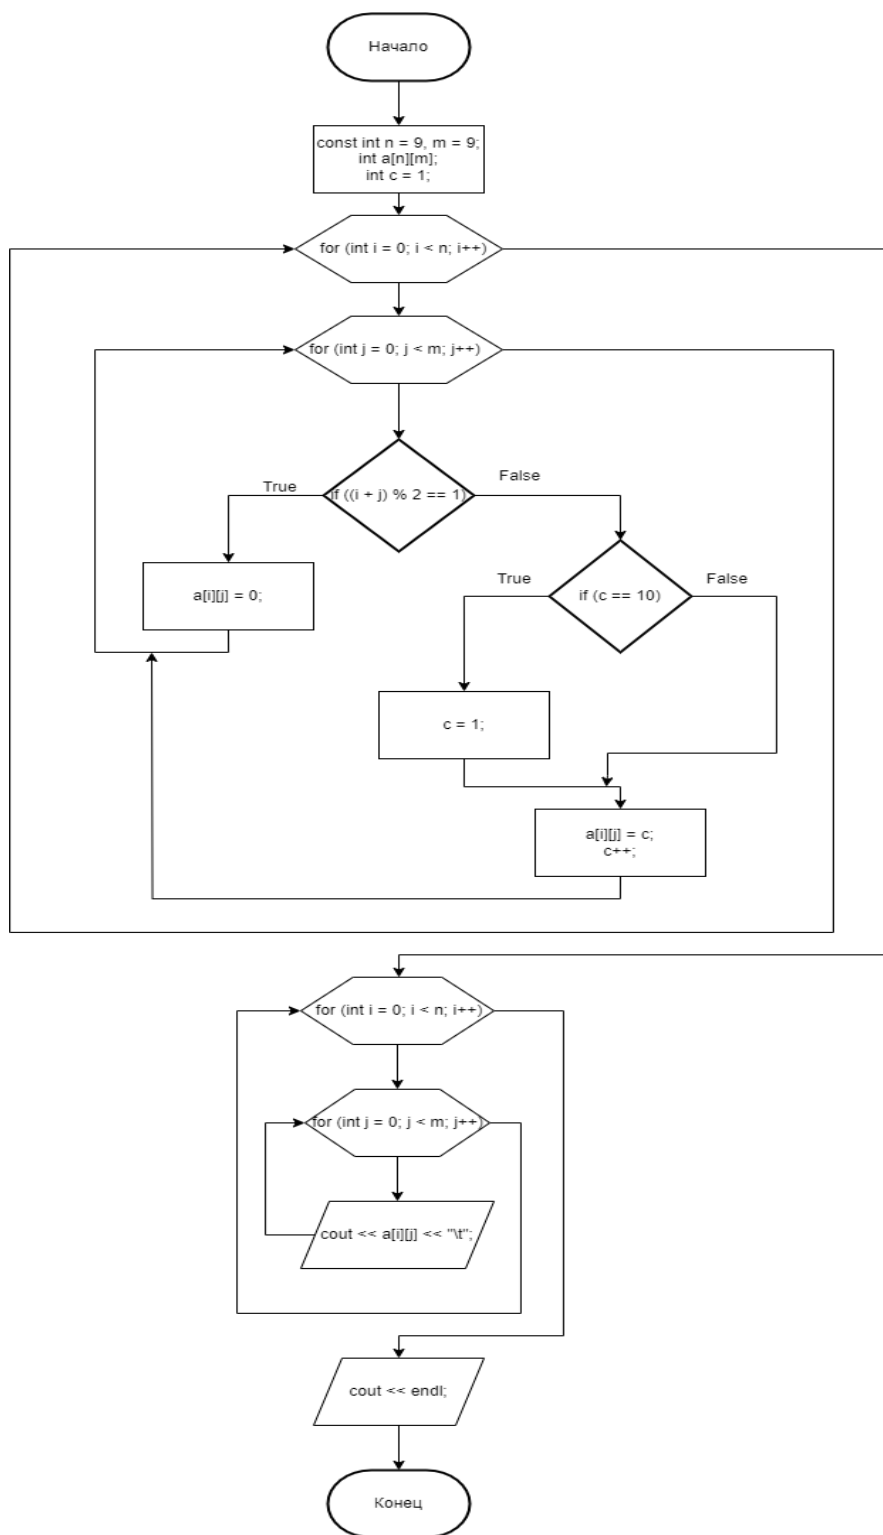 Начало
const int n = 9, m = 9;
int a[n][m];
int c = 1;
for (int i = 0; i < n; i++)
for (int j = 0; j < m; j++)
if ((i + j) % 2 == 1)
True
False
a[i][j] = 0;
True
False
if (c == 10)
c = 1;
a[i][j] = c;
c++;
for (int i = 0; i < n; i++)
for (int j = 0; j < m; j++)
cout << a[i][j] << "\t";
cout << endl;
Конец